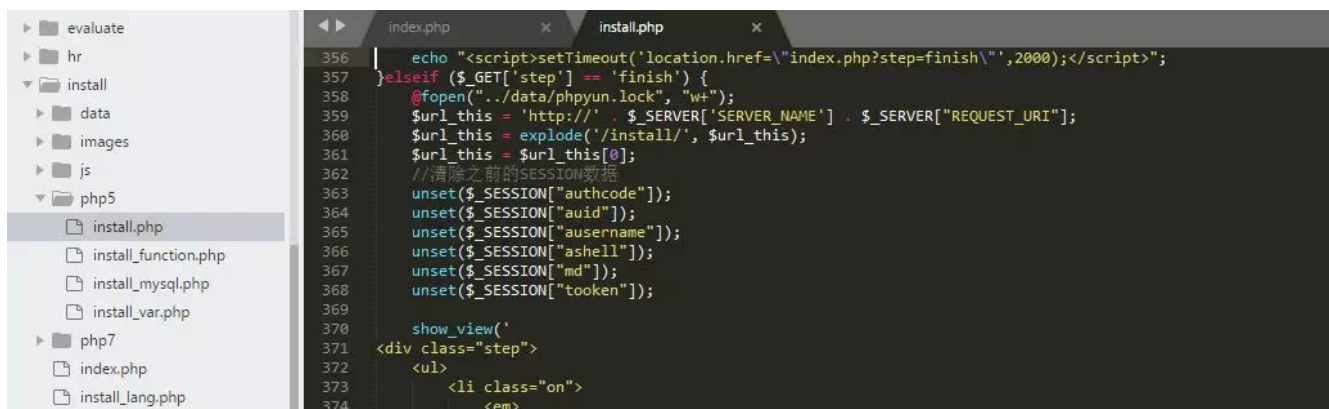 evaluate
hr
install
data
images
js
php5
install.php
install_function.php
install_mysql.php
install_var.php
php7
index.php
install_lang.php
index.php × install.php ×
356 echo "<script>setTimeout('location.href=\"index.php?step=finish\"',2000);</script>";
357 }elseif ($_GET['step'] == 'finish') {
358 @fopen("../data/phpyun.lock", "w+");
359 $url_this = 'http://' . $_SERVER['SERVER_NAME'] . $_SERVER["REQUEST_URI"];
360 $url_this = explode('/install/', $url_this);
361 $url_this = $url_this[0];
362 //清除之前的SESSION数据
363 unset($_SESSION["authcode"]);
364 unset($_SESSION["auid"]);
365 unset($_SESSION["ausername"]);
366 unset($_SESSION["ashell"]);
367 unset($_SESSION["md"]);
368 unset($_SESSION["tooken"]);
369
370 show_view('
371 <div class="step">
372 <ul>
373 <li class="on">
374 <em>